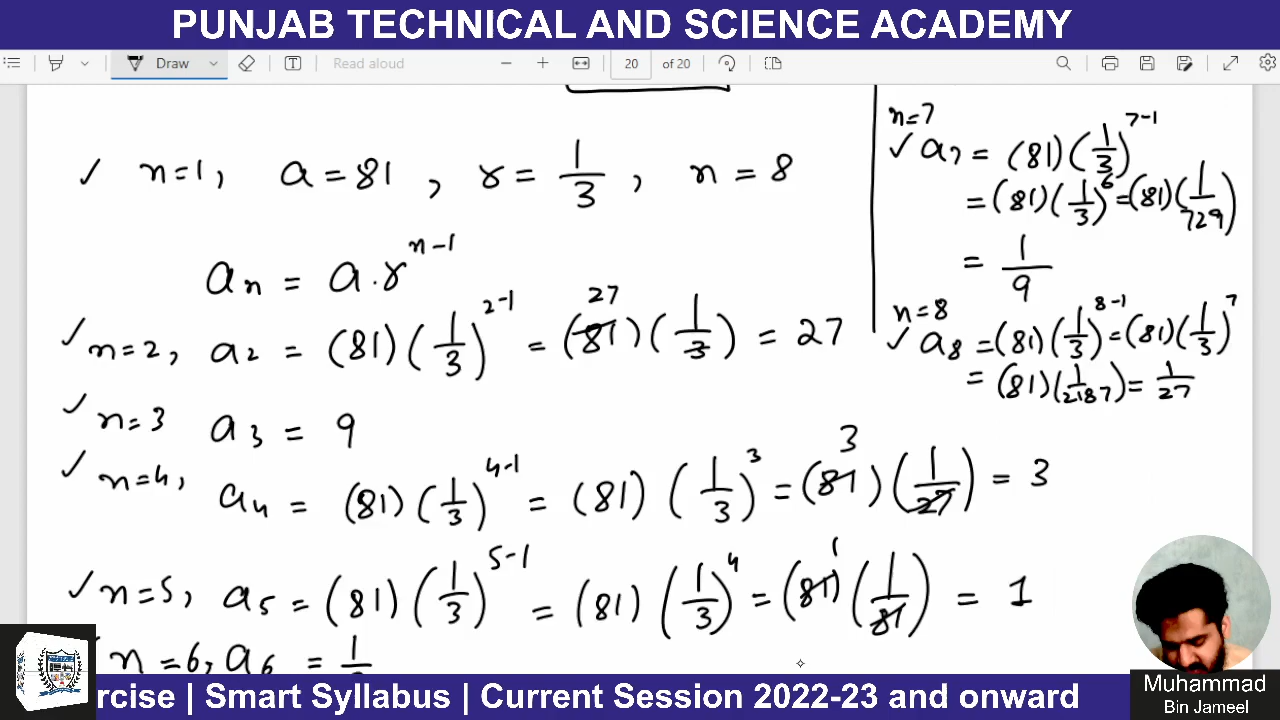 PUNJAB TECHNICAL AND SCIENCE ACADEMY
Draw
Read aloud
20 of 20
✓ n=1, a = 81, r = 1/3, n = 8
aₙ = a.rⁿ⁻¹
✓ n=2, a₂ = (81)(1/3)²⁻¹ = (81)(1/3) = 27
27
✓ n=3 a₃ = 9
✓ n=4, a₄ = (81)(1/3)⁴⁻¹ = (81)(1/3)³ = (81)(1/27) = 3
3
✓ n=5, a₅ = (81)(1/3)⁵⁻¹ = (81)(1/3)⁴ = (81)(1/81) = 1
1
n=6, a₆ = 1
n=7
✓ a₇ = (81)(1/3)⁷⁻¹
= (81)(1/3)⁶ = (81)(1/729)
= 1/9
n=8
✓ a₈ = (81)(1/3)⁸⁻¹ = (81)(1/3)⁷
= (81)(1/2187) = 1/27
rcise | Smart Syllabus | Current Session 2022-23 and onward
Muhammad
Bin Jameel